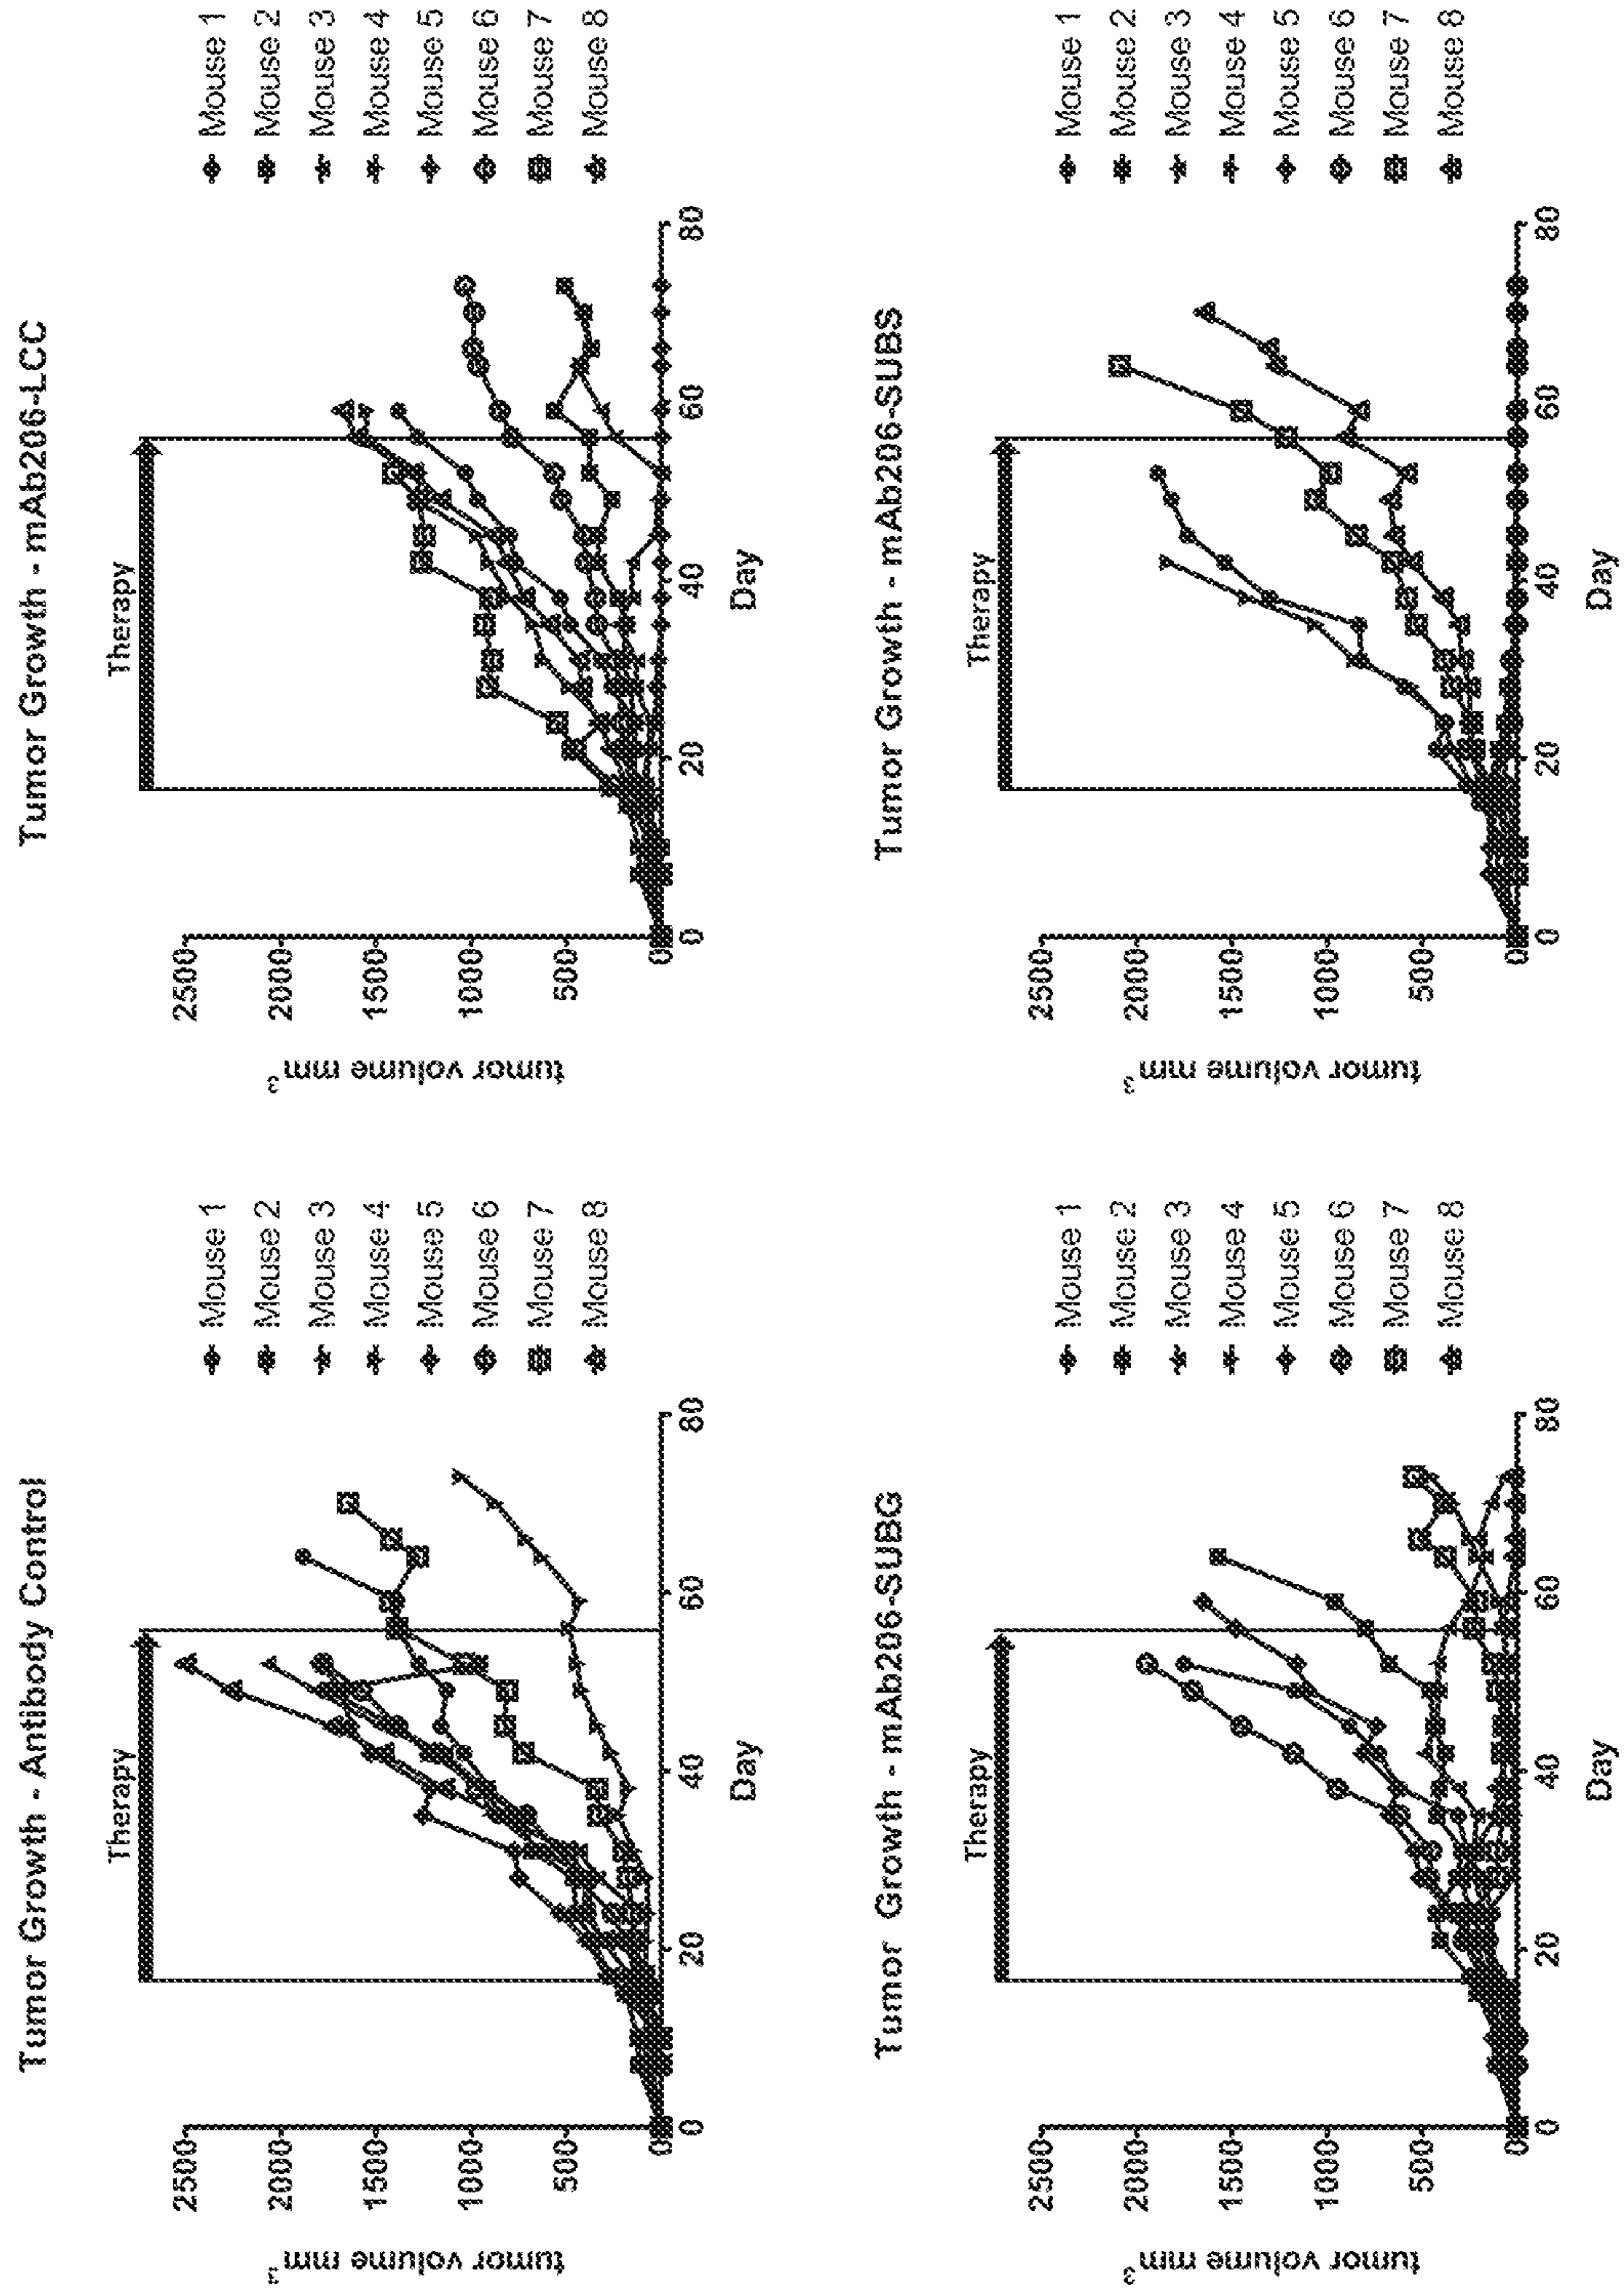 Tumor Growth - Antibody Control
Therapy
tumor volume mm3
2500
2000
1500
1000
500
0
0
20
40
60
80
Day
Mouse 1
Mouse 2
Mouse 3
Mouse 4
Mouse 5
Mouse 6
Mouse 7
Mouse 8
Tumor Growth - mAb206-LCC
Therapy
tumor volume mm3
2500
2000
1500
1000
500
0
0
20
40
60
80
Day
Mouse 1
Mouse 2
Mouse 3
Mouse 4
Mouse 5
Mouse 6
Mouse 7
Mouse 8
Tumor Growth - mAb206-SUBG
Therapy
tumor volume mm3
2500
2000
1500
1000
500
0
0
20
40
60
80
Day
Mouse 1
Mouse 2
Mouse 3
Mouse 4
Mouse 5
Mouse 6
Mouse 7
Mouse 8
Tumor Growth - mAb206-SUBS
Therapy
tumor volume mm3
2500
2000
1500
1000
500
0
0
20
40
60
80
Day
Mouse 1
Mouse 2
Mouse 3
Mouse 4
Mouse 5
Mouse 6
Mouse 7
Mouse 8